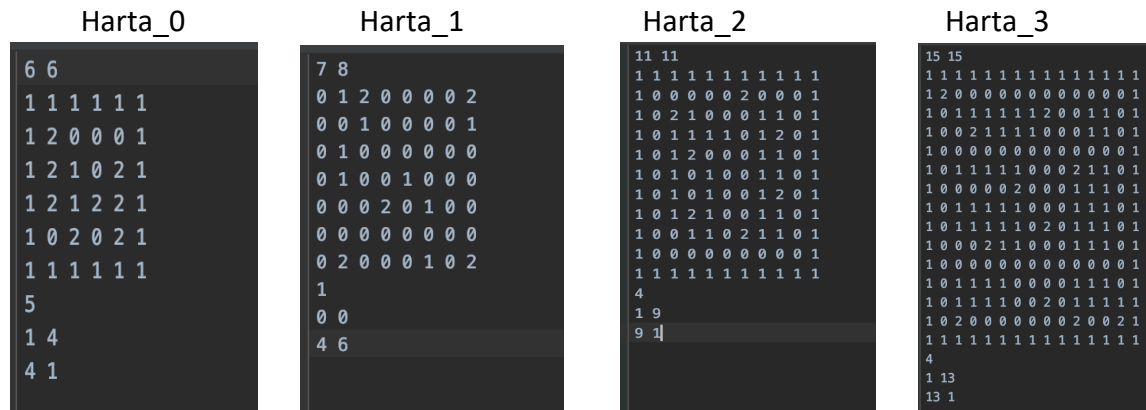 Harta_0
6 6
1 1 1 1 1 1
1 2 0 0 0 1
1 2 1 0 2 1
1 2 1 2 2 1
1 0 2 0 2 1
1 1 1 1 1 1
5
1 4
4 1
Harta_1
7 8
0 1 2 0 0 0 0 2
0 0 1 0 0 0 0 1
0 1 0 0 0 0 0 0
0 1 0 0 1 0 0 0
0 0 0 2 0 1 0 0
0 0 0 0 0 0 0 0
0 2 0 0 0 1 0 2
1
0 0
4 6
Harta_2
11 11
1 1 1 1 1 1 1 1 1 1 1
1 0 0 0 0 0 2 0 0 0 1
1 0 2 1 0 0 0 1 1 0 1
1 0 1 1 1 1 0 1 2 0 1
1 0 1 2 0 0 0 1 1 0 1
1 0 1 0 1 0 0 1 1 0 1
1 0 1 0 1 0 0 1 2 0 1
1 0 1 2 1 0 0 1 1 0 1
1 0 0 1 1 0 2 1 1 0 1
1 0 0 0 0 0 0 0 0 0 1
1 1 1 1 1 1 1 1 1 1 1
4
1 9
9 1
Harta_3
15 15
1 1 1 1 1 1 1 1 1 1 1 1 1 1 1
1 2 0 0 0 0 0 0 0 0 0 0 0 0 1
1 0 1 1 1 1 1 1 2 0 0 1 1 0 1
1 0 0 2 1 1 1 1 0 0 0 1 1 0 1
1 0 0 0 0 0 0 0 0 0 0 0 0 0 1
1 0 1 1 1 1 1 0 0 0 2 1 1 0 1
1 0 0 0 0 0 2 0 0 0 1 1 1 0 1
1 0 1 1 1 1 1 0 0 0 1 1 1 0 1
1 0 1 1 1 1 1 0 2 0 1 1 1 0 1
1 0 0 0 2 1 1 0 0 0 1 1 1 0 1
1 0 0 0 0 0 0 0 0 0 0 0 0 0 1
1 0 1 1 1 1 0 0 0 0 1 1 1 0 1
1 0 1 1 1 1 0 0 2 0 1 1 1 1 1
1 0 2 0 0 0 0 0 0 0 2 0 0 2 1
1 1 1 1 1 1 1 1 1 1 1 1 1 1 1
4
1 13
13 1